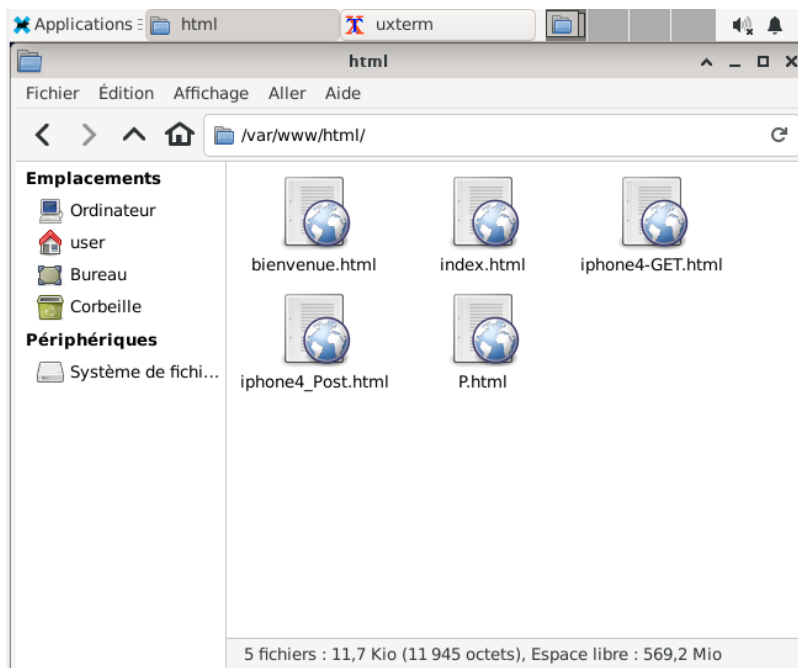 Applications html uxterm
html
Fichier Édition Affichage Aller Aide
/var/www/html/
Emplacements
Ordinateur
user
Bureau
Corbeille
Périphériques
Système de fichi...
bienvenue.html index.html iphone4-GET.html
iphone4_Post.html P.html
5 fichiers : 11,7 Kio (11 945 octets), Espace libre : 569,2 Mio